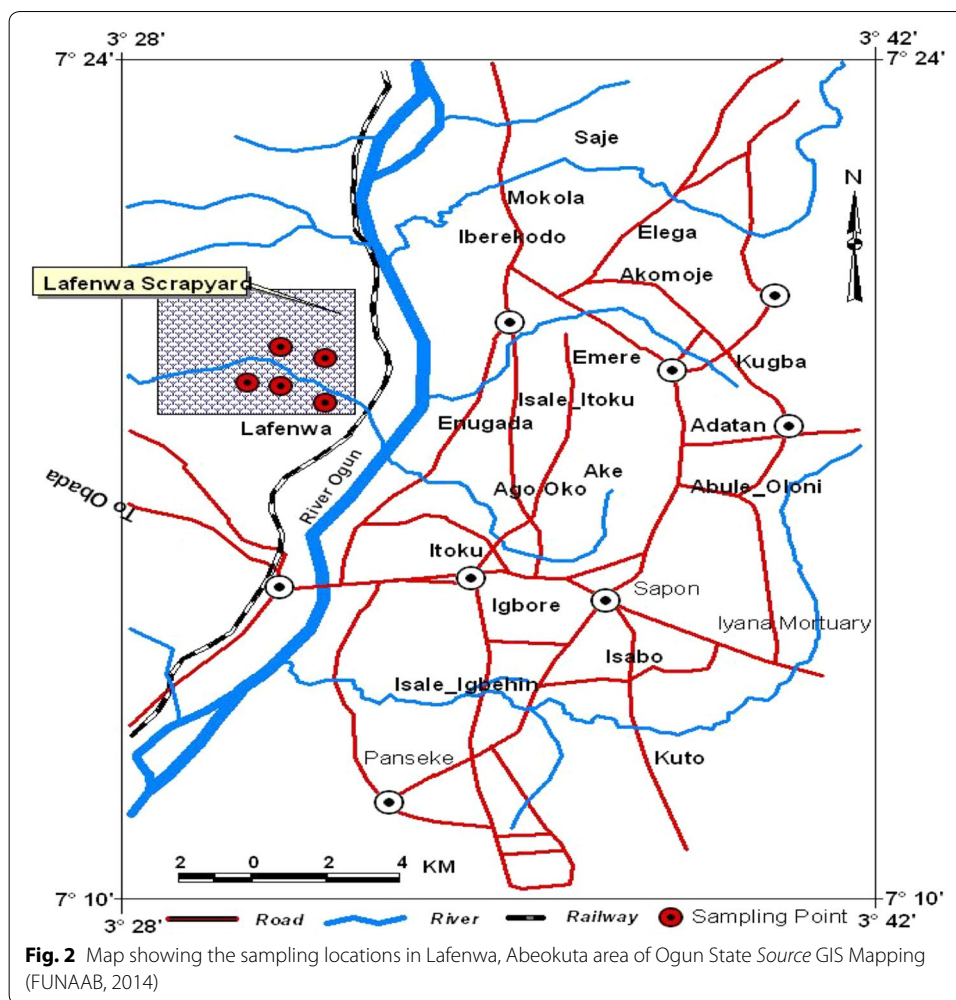 3° 28'
3° 42'
7° 24'
7° 24'
Saje
N
Mokola
Iberekodo
Elega
Akomoje
Lafenwa Scrapyard
Emere
Kugba
Isale_Itoku
Lafenwa
Enugada
Adatan
River Ogun
Ake
To Obada
Ago Oko
Abule_Oloni
Itoku
Sapon
Igbore
Iyana Mortuary
Isabo
Isale_Igbehin
Panseke
Kuto
2 0 2 4 KM
7° 10'
7° 10'
3° 28'
3° 42'
Road River Railway Sampling Point
Fig. 2 Map showing the sampling locations in Lafenwa, Abeokuta area of Ogun State Source GIS Mapping
(FUNAAB, 2014)